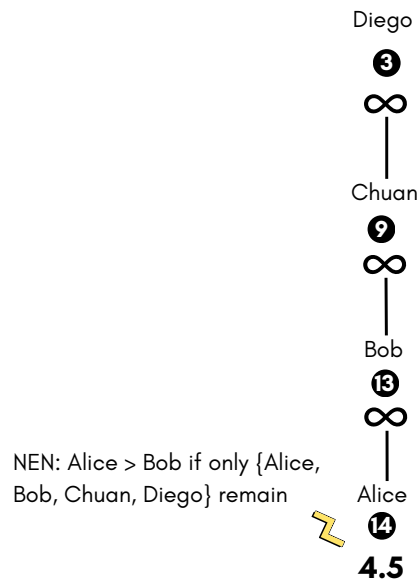 Diego
3
∞
Chuan
9
∞
Bob
13
∞
NEN: Alice > Bob if only {Alice,
Bob, Chuan, Diego} remain
Alice
14
4.5